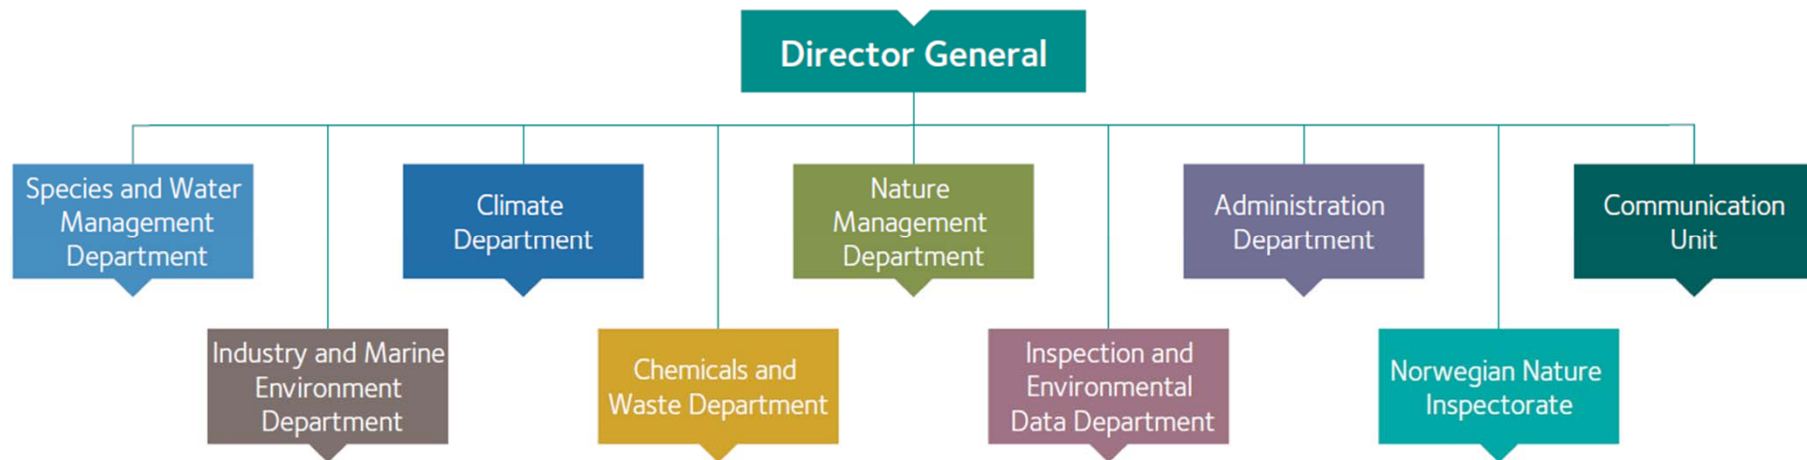 Director General
Species and Water
Management
Department
Climate
Department
Nature
Management
Department
Administration
Department
Communication
Unit
Industry and Marine
Environment
Department
Chemicals and
Waste Department
Inspection and
Environmental
Data Department
Norwegian Nature
Inspectorate